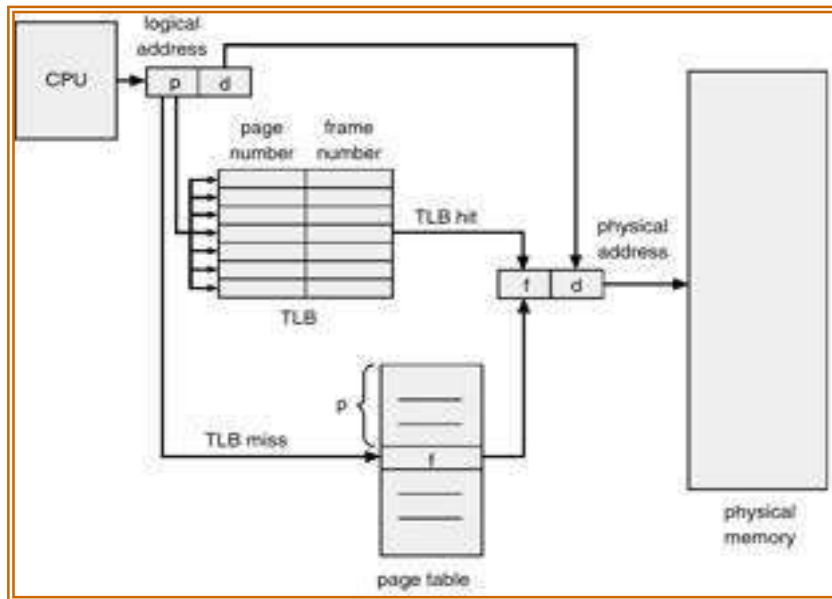 logical
address
CPU
p d
page
number
frame
number
TLB hit
physical
address
f d
TLB
p
TLB miss
f
physical
memory
page table